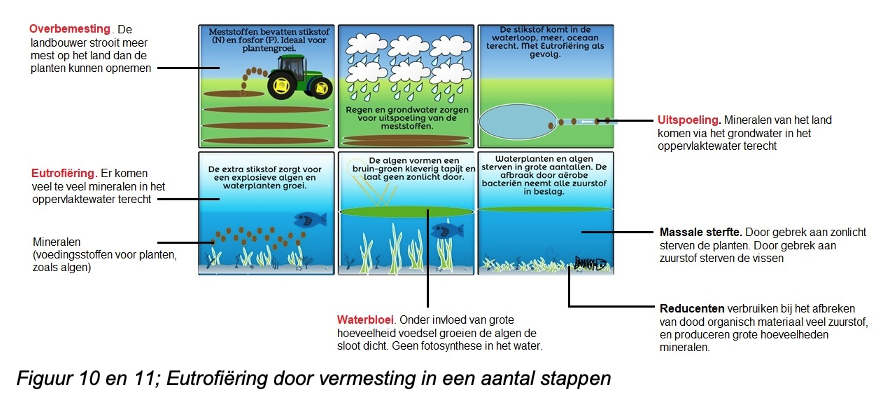 Overbemesting. De
landbouwer strooit meer
mest op het land dan de
planten kunnen opnemen
Meststoffen bevatten stikstof
(N) en fosfor (P). Ideaal voor
plantengroei.
Regen en grondwater zorgen
voor uitspoeling van de
meststoffen.
De stikstof komt in de
waterloop, meer, oceaan
terecht. Met Eutrofiëring als
gevolg.
Uitspoeling. Mineralen van het land
komen via het grondwater in het
oppervlaktewater terecht
Eutrofiëring. Er komen
veel te veel mineralen in het
oppervlaktewater terecht
Mineralen
(voedingsstoffen voor planten,
zoals algen)
De extra stikstof zorgt voor
een explosieve algen en
waterplanten groei.
De algen vormen een
bruin-groen kleverig tapijt en
laat geen zonlicht door.
Waterplanten en algen
sterven in grote aantallen. De
afbraak door aërobe
bacteriën neemt alle zuurstof
in beslag.
Massale sterfte. Door gebrek aan zonlicht
sterven de planten. Door gebrek aan
zuurstof sterven de vissen
Waterbloei. Onder invloed van grote
hoeveelheid voedsel groeien de algen de
sloot dicht. Geen fotosynthese in het water.
Reducenten verbruiken bij het afbreken
van dood organisch materiaal veel zuurstof,
en produceren grote hoeveelheden
mineralen.
Figuur 10 en 11; Eutrofiëring door vermesting in een aantal stappen